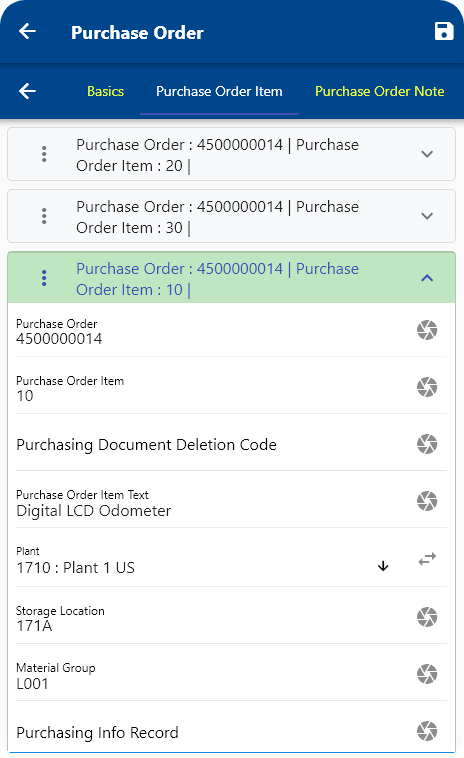 Purchase Order
Basics Purchase Order Item Purchase Order Note
Purchase Order : 4500000014 | Purchase
Order Item : 20 |
Purchase Order : 4500000014 | Purchase
Order Item : 30 |
Purchase Order : 4500000014 | Purchase
Order Item : 10 |
Purchase Order
4500000014
Purchase Order Item
10
Purchasing Document Deletion Code
Purchase Order Item Text
Digital LCD Odometer
Plant
1710 : Plant 1 US
Storage Location
171A
Material Group
L001
Purchasing Info Record